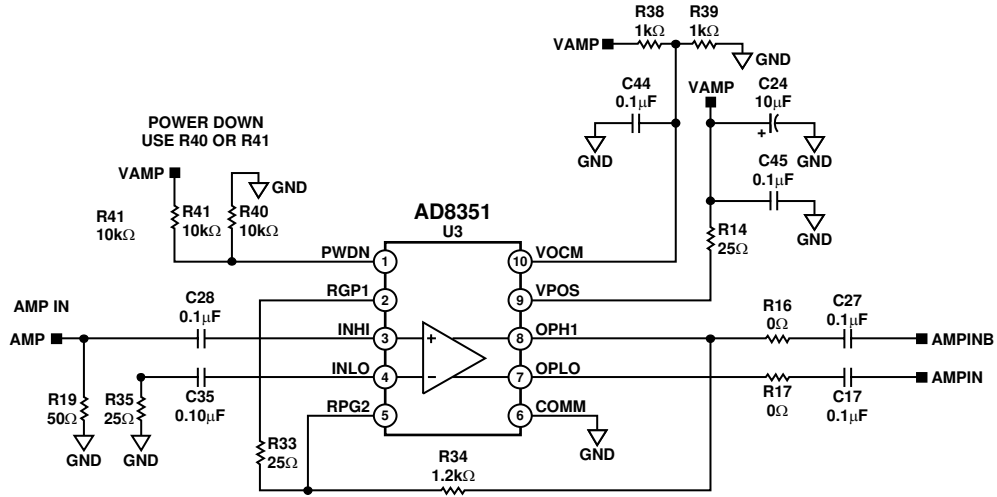 R38
1kΩ
R39
1kΩ
VAMP
GND
C44
0.1μF
VAMP
C24
10μF
+
GND
GND
C45
0.1μF
GND
R14
25Ω
POWER DOWN
USE R40 OR R41
VAMP
GND
R41
10kΩ
R41
10kΩ
R40
10kΩ
AD8351
U3
PWDN
1
10
VOCM
RGP1
2
9
VPOS
AMP IN
AMP
C28
0.1μF
INHI
3
+
8
OPH1
R16
0Ω
C27
0.1μF
AMPINB
INLO
4
–
7
OPLO
R17
0Ω
C17
0.1μF
AMPIN
C35
0.10μF
R19
50Ω
GND
R35
25Ω
GND
RPG2
5
6
COMM
GND
R33
25Ω
R34
1.2kΩ